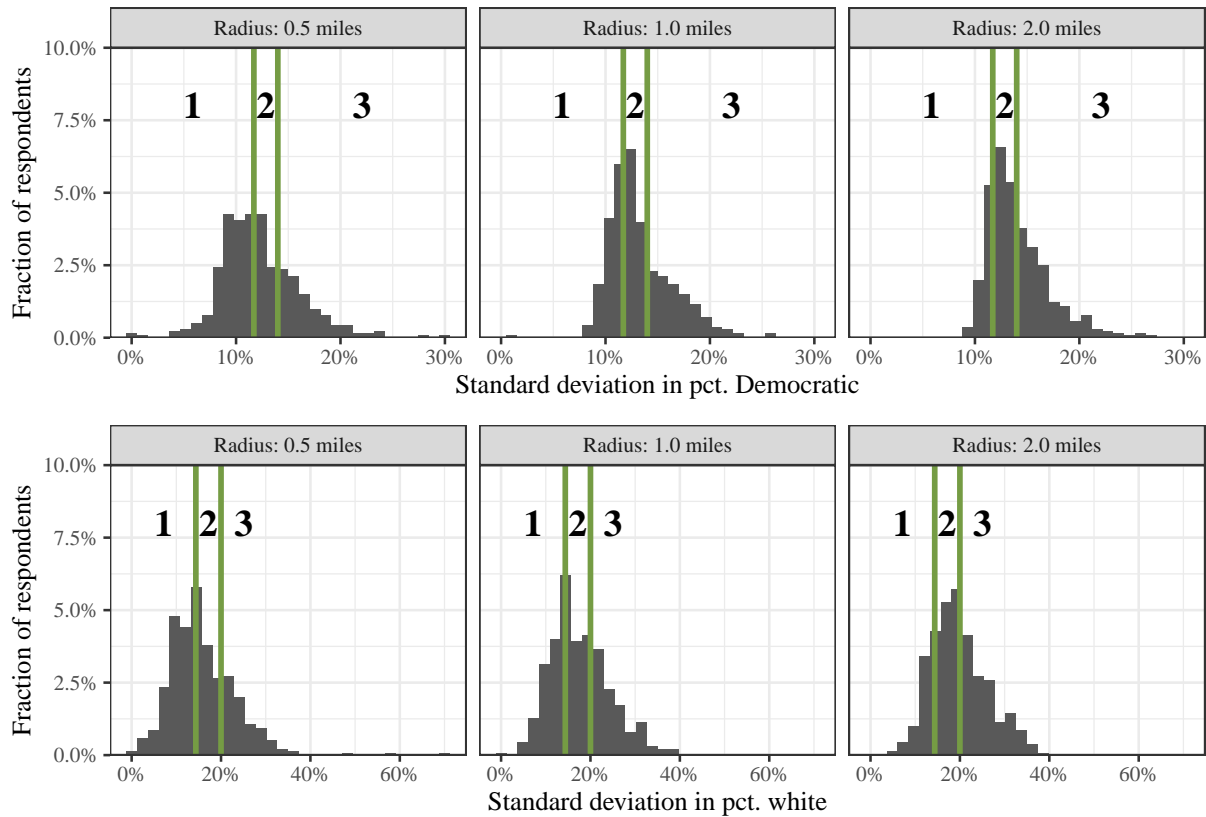 Radius: 0.5 miles Radius: 1.0 miles Radius: 2.0 miles
10.0%
1 2 3 1 2 3 1 2 3
7.5%
5.0%
2.5%
0.0%
Fraction of respondents
0% 10% 20% 30% 0% 10% 20% 30% 0% 10% 20% 30%
Standard deviation in pct. Democratic
Radius: 0.5 miles Radius: 1.0 miles Radius: 2.0 miles
10.0%
1 2 3 1 2 3 1 2 3
7.5%
5.0%
2.5%
0.0%
Fraction of respondents
0% 20% 40% 60% 0% 20% 40% 60% 0% 20% 40% 60%
Standard deviation in pct. white